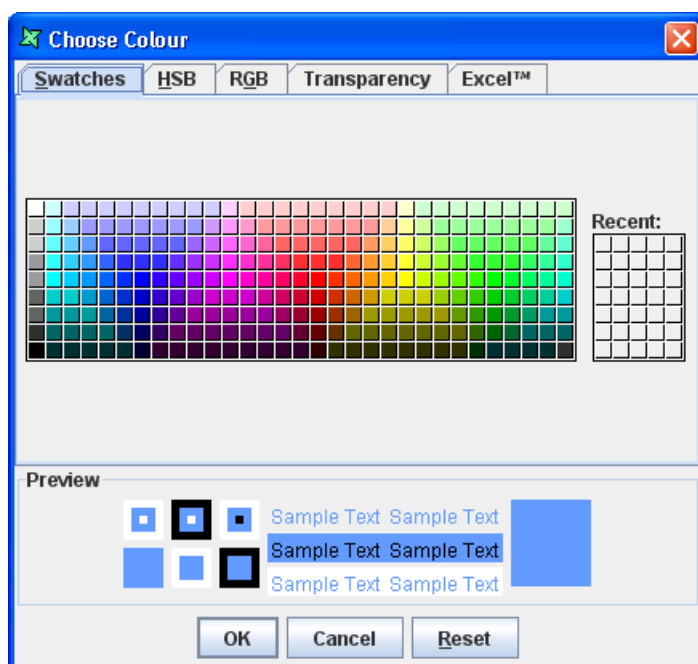 Choose Colour
Swatches HSB RGB Transparency Excel™
Recent:
Preview
Sample Text Sample Text
Sample Text Sample Text
Sample Text Sample Text
OK Cancel Reset